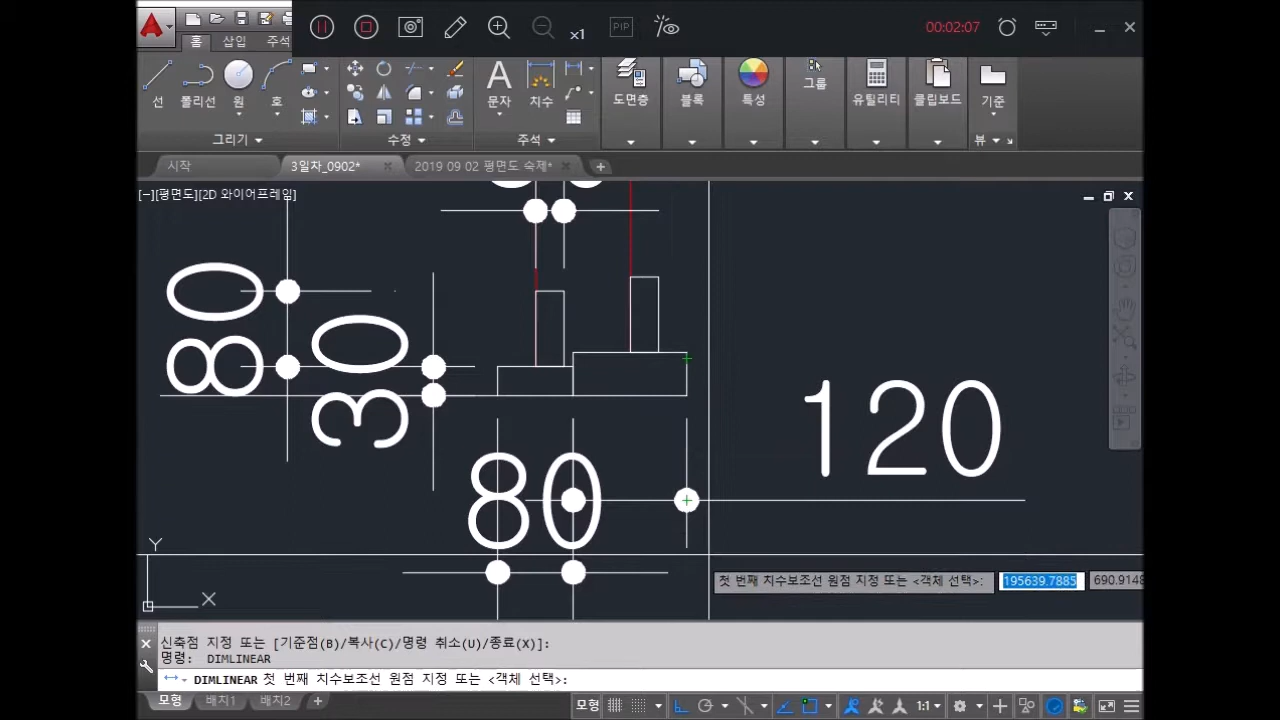 x1
PIP
00:02:07
홈 삽입 주석
선 폴리선 원 호
문자 치수
도면층 블록 특성 그룹 유틸리티 클립보드 기준
그리기 수정 주석 뷰
시작 3일차_0902* 2019 09 02 평면도 숙제*
[−][평면도][2D 와이어프레임]
80
30
120
80
Y
X
첫 번째 치수보조선 원점 지정 또는 <객체 선택>: 195639.7885 690.9148
신축점 지정 또는 [기준점(B)/복사(C)/명령 취소(U)/종료(X)]:
명령: DIMLINEAR
DIMLINEAR 첫 번째 치수보조선 원점 지정 또는 <객체 선택>:
모형 배치1 배치2 + 모형 1:1